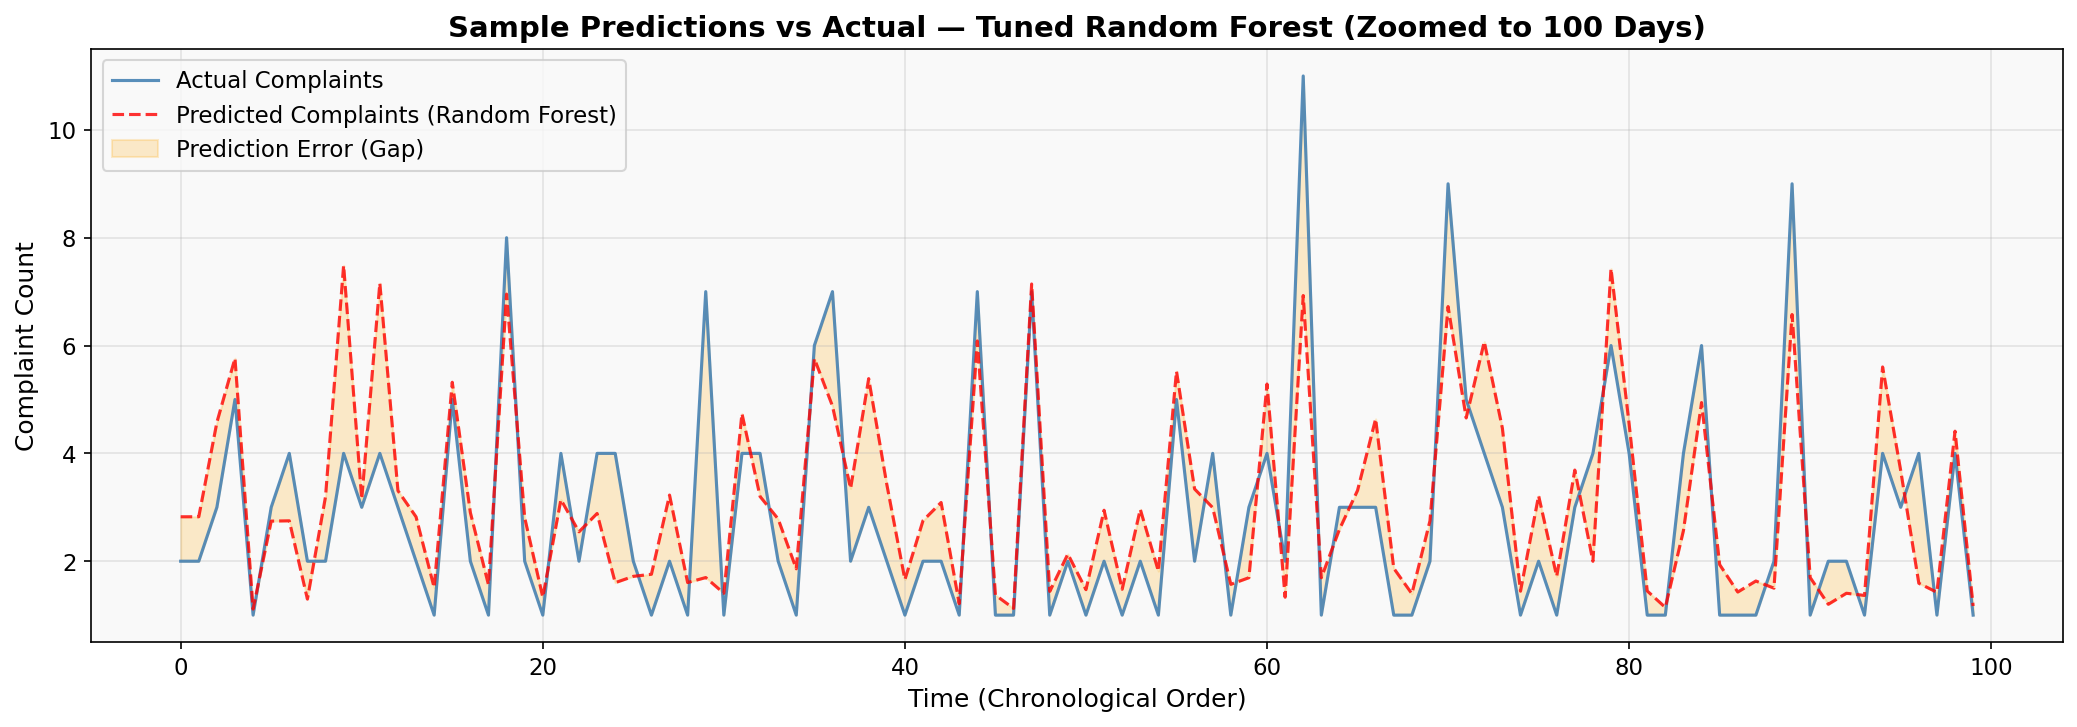 Sample Predictions vs Actual — Tuned Random Forest (Zoomed to 100 Days)
Actual Complaints
Predicted Complaints (Random Forest)
Prediction Error (Gap)
Complaint Count
10
8
6
4
2
0 20 40 60 80 100
Time (Chronological Order)